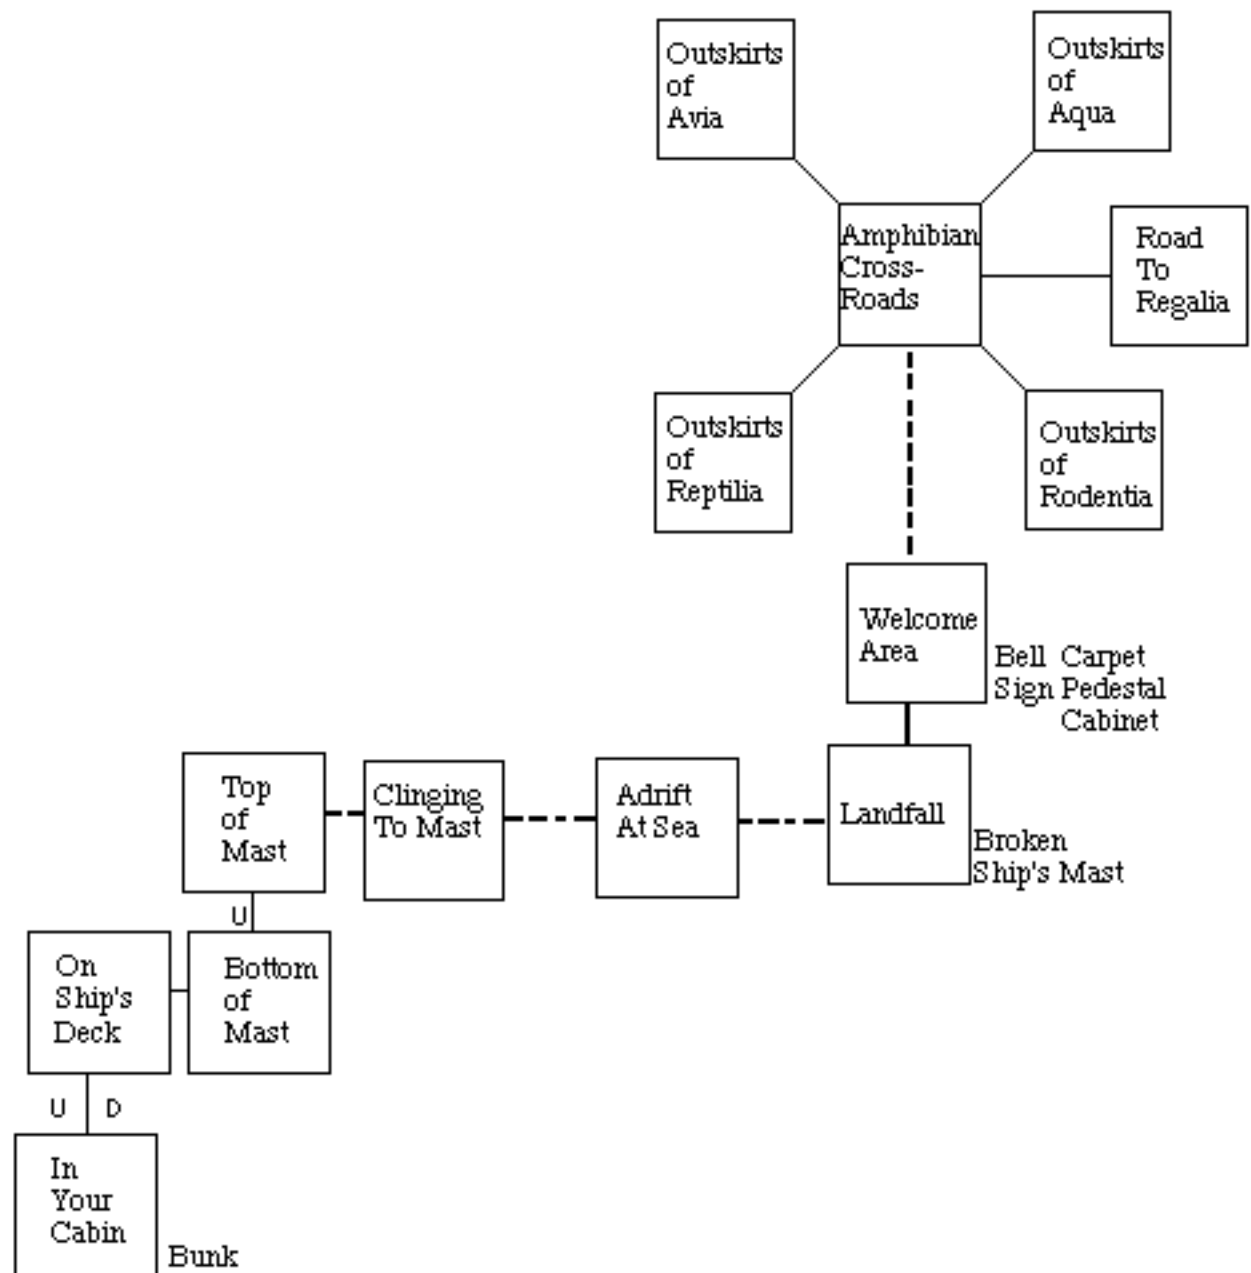 Outskirts
of
Avia
Outskirts
of
Aqua
Amphibian
Cross-
Roads
Road
To
Regalia
Outskirts
of
Reptilia
Outskirts
of
Rodentia
Welcome
Area
Bell Carpet
Sign Pedestal
Cabinet
Top
of
Mast
Clinging
To Mast
Adrift
At Sea
Landfall
Broken
Ship's Mast
U
On
Ship's
Deck
Bottom
of
Mast
U D
In
Your
Cabin
Bunk